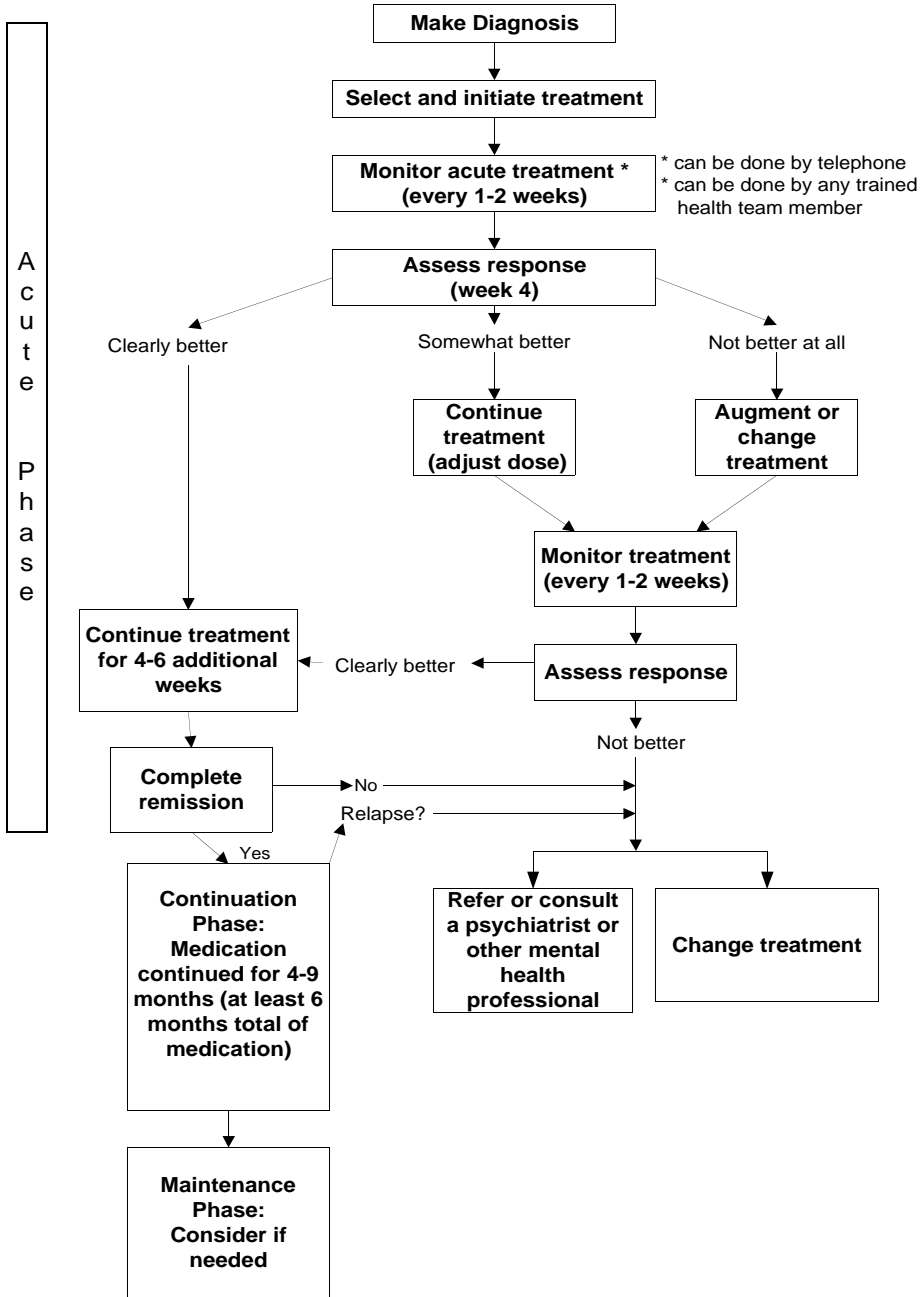 Make Diagnosis
Select and initiate treatment
Monitor acute treatment *
(every 1-2 weeks)
* can be done by telephone
* can be done by any trained
health team member
Acute Phase
Assess response
(week 4)
Clearly better
Somewhat better
Not better at all
Continue
treatment
(adjust dose)
Augment or
change
treatment
Monitor treatment
(every 1-2 weeks)
Continue treatment
for 4-6 additional
weeks
Clearly better
Assess response
Not better
Complete
remission
No
Relapse?
Yes
Continuation
Phase:
Medication
continued for 4-9
months (at least 6
months total of
medication)
Refer or consult
a psychiatrist or
other mental
health
professional
Change treatment
Maintenance
Phase:
Consider if
needed